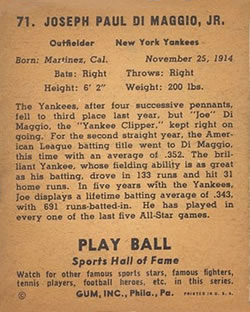 71. JOSEPH PAUL DI MAGGIO, JR.
Outfielder New York Yankees
Born: Martinez, Cal. November 25, 1914
Bats: Right Throws: Right
Height: 6' 2" Weight: 200 lbs.
The Yankees, after four successive pennants,
fell to third place last year, but "Joe" Di
Maggio, the "Yankee Clipper," kept right on
going. For the second straight year, the Amer-
ican League batting title went to Di Maggio,
this time with an average of .352. The bril-
liant Yankee, whose fielding ability is as great
as his batting, drove in 133 runs and hit 31
home runs. In five years with the Yankees,
Joe displays a lifetime batting average of .343,
with 691 runs-batted-in. He has played in
every one of the last five All-Star games.
PLAY BALL
Sports Hall of Fame
Watch for other famous sports stars, famous fighters,
tennis players, football heroes, etc. in this series.
© GUM, INC., Phila., Pa. PRINTED IN U. S. A.